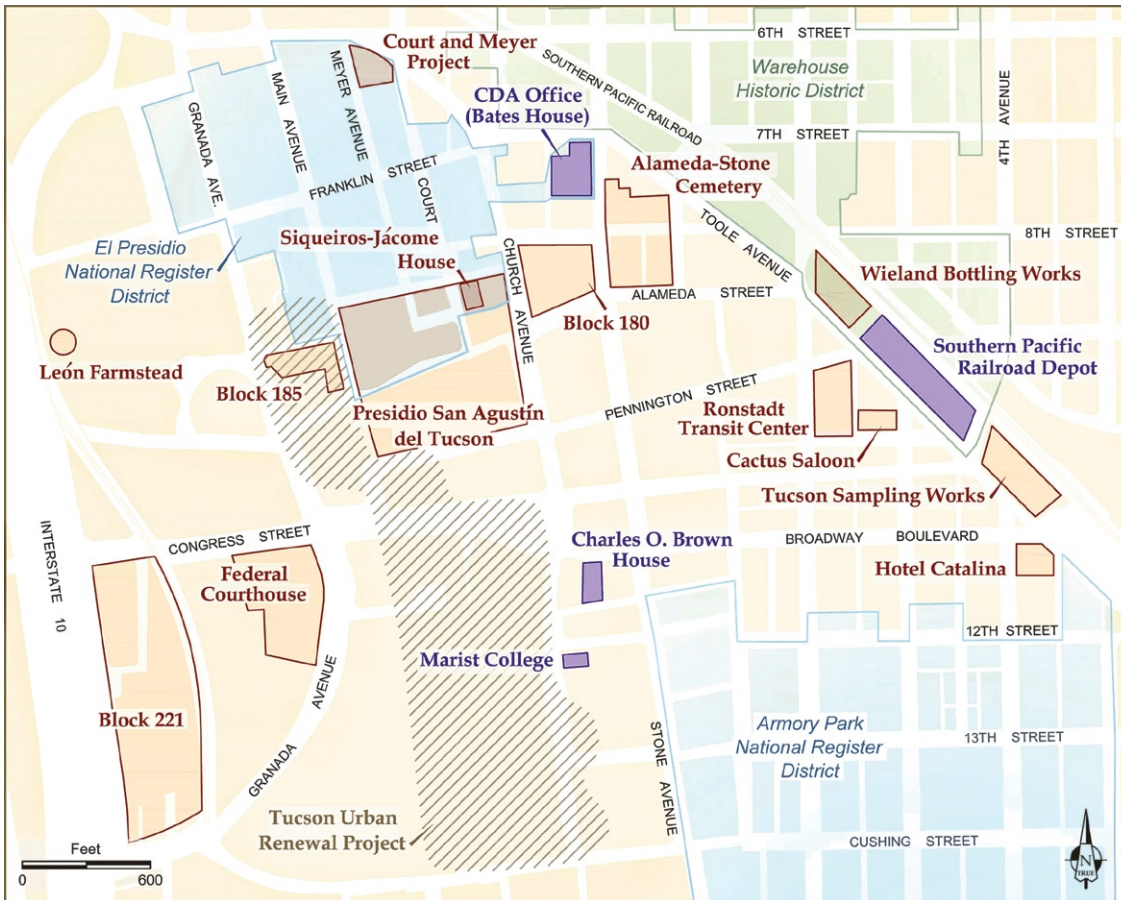 6TH STREET
Court and Meyer
Project
MEYER AVENUE
MAIN AVENUE
GRANADA AVE.
SOUTHERN PACIFIC RAILROAD
Warehouse
Historic District
4TH AVENUE
CDA Office
(Bates House)
7TH STREET
FRANKLIN STREET
COURT
Alameda-Stone
Cemetery
TOOLE AVENUE
8TH STREET
El Presidio
National Register
District
Siqueiros-Jácome
House
CHURCH AVENUE
Wieland Bottling Works
ALAMEDA STREET
Block 180
León Farmstead
Block 185
Southern Pacific
Railroad Depot
PENNINGTON STREET
Presidio San Agustín
del Tucson
Ronstadt
Transit Center
Cactus Saloon
Tucson Sampling Works
INTERSTATE 10
CONGRESS STREET
Federal
Courthouse
Charles O. Brown
House
BROADWAY BOULEVARD
Hotel Catalina
12TH STREET
Marist College
Block 221
GRANADA AVENUE
STONE AVENUE
Armory Park
National Register
District
13TH STREET
Tucson Urban
Renewal Project
CUSHING STREET
Feet
0 600
N
TRUE